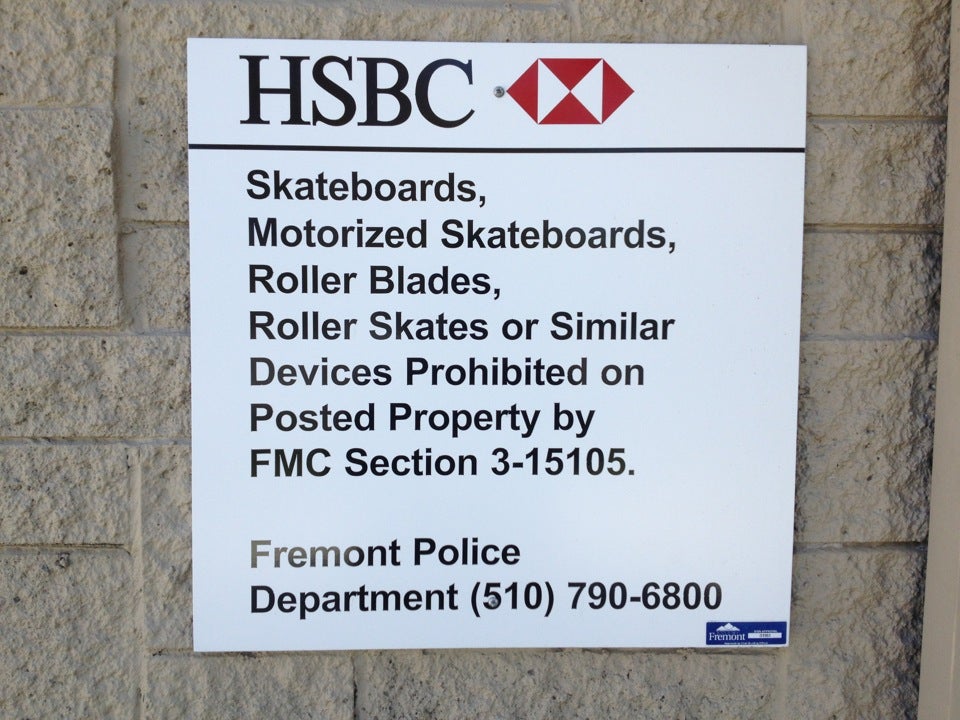 HSBC
Skateboards,
Motorized Skateboards,
Roller Blades,
Roller Skates or Similar
Devices Prohibited on
Posted Property by
FMC Section 3-15105.
Fremont Police
Department (510) 790-6800
Fremont